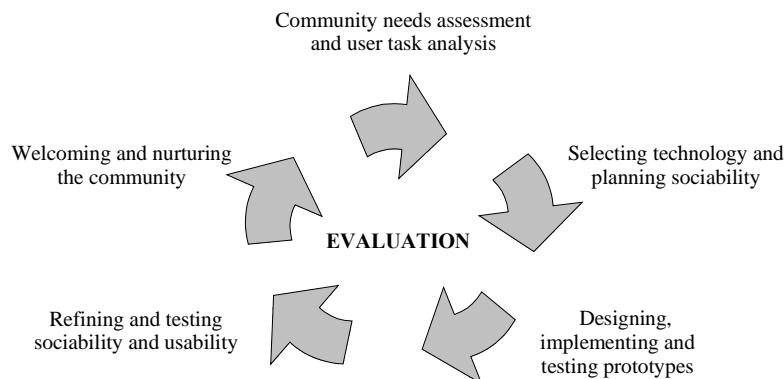 Community needs assessment
and user task analysis
Welcoming and nurturing
the community
Selecting technology and
planning sociability
EVALUATION
Refining and testing
sociability and usability
Designing,
implementing and
testing prototypes